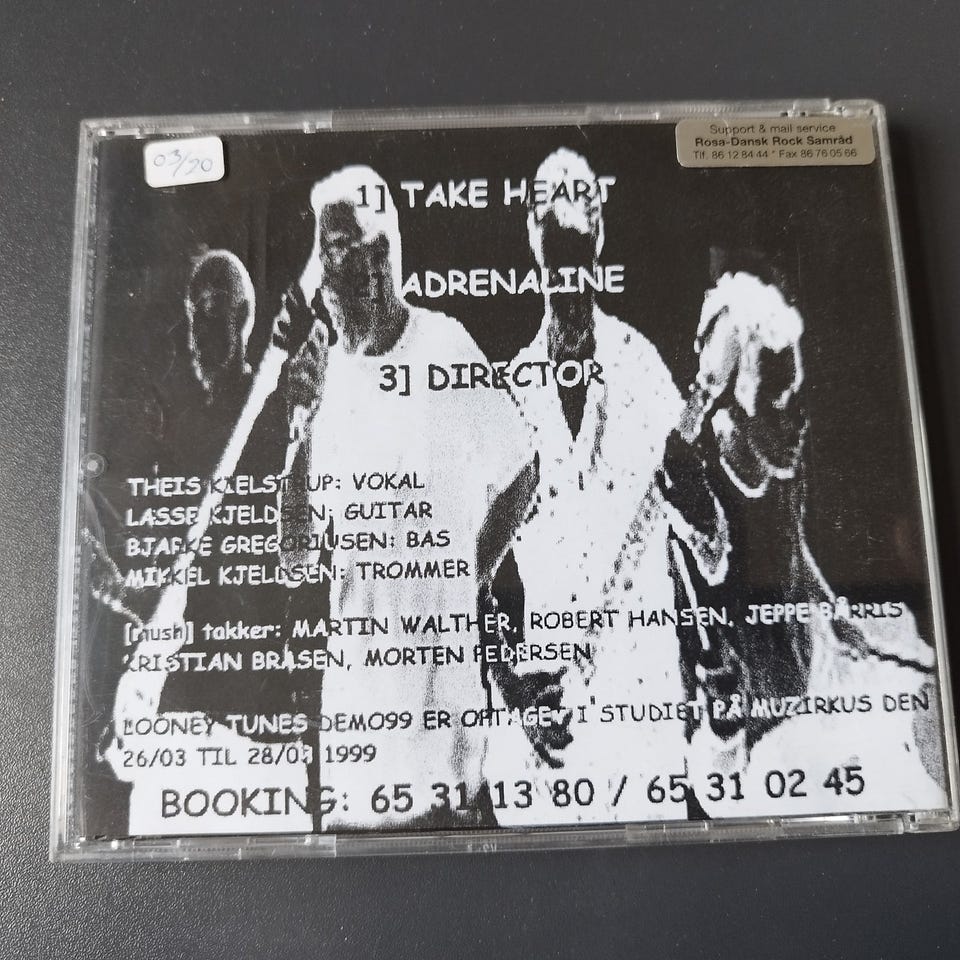 03/20
Support & mail service
Rosa-Dansk Rock Samråd
Tlf. 86 12 84 44 * Fax 86 76 05 66
1] TAKE HEART
2] ADRENALINE
3] DIRECTOR
THEIS KJELSTRUP: VOKAL
LASSE KJELDSEN: GUITAR
BJARKE GREGORIUSEN: BAS
MIKKEL KJELDSEN: TROMMER
[mush] takker: MARTIN WALTHER, ROBERT HANSEN, JEPPE BÅRRIS
KRISTIAN BRASEN, MORTEN PEDERSEN
LOONEY TUNES DEMO99 ER OPTAGET I STUDIET PÅ MUZIRKUS DEN
26/03 TIL 28/03 1999
BOOKING: 65 31 13 80 / 65 31 02 45